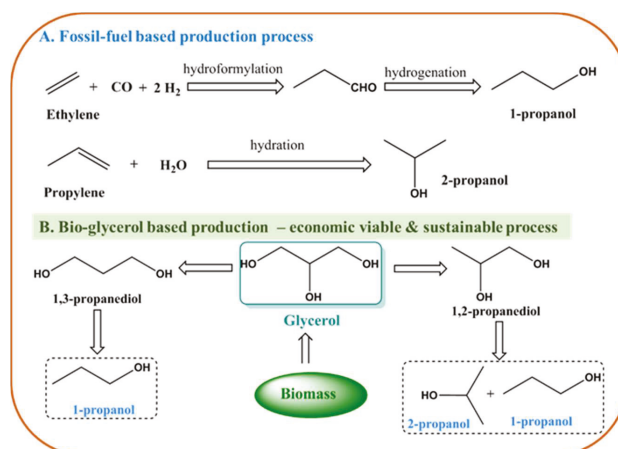 A. Fossil-fuel based production process
hydroformylation
hydrogenation
OH
+ CO + 2 H2
CHO
Ethylene
1-propanol
hydration
+ H2O
Propylene
OH
2-propanol
B. Bio-glycerol based production – economic viable & sustainable process
HO OH
HO OH
OH
OH
OH
1,3-propanediol
Glycerol
1,2-propanediol
OH
1-propanol
Biomass
HO
+
OH
2-propanol
1-propanol